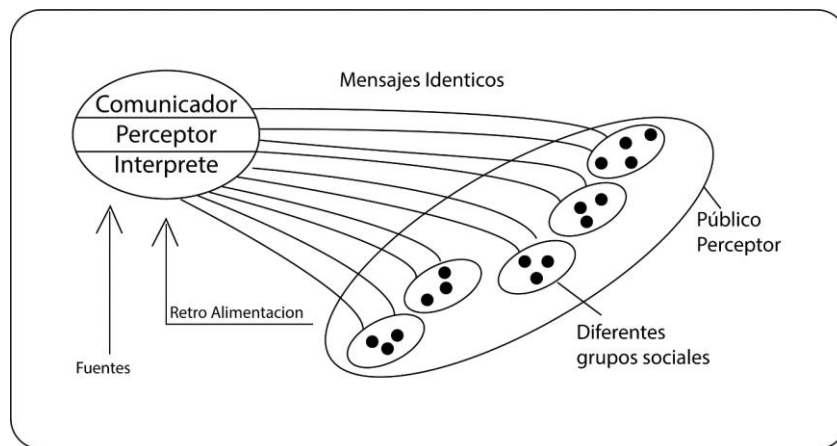 Mensajes Identicos
Comunicador
Perceptor
Interprete
Público
Perceptor
Retro Alimentacion
Diferentes
grupos sociales
Fuentes